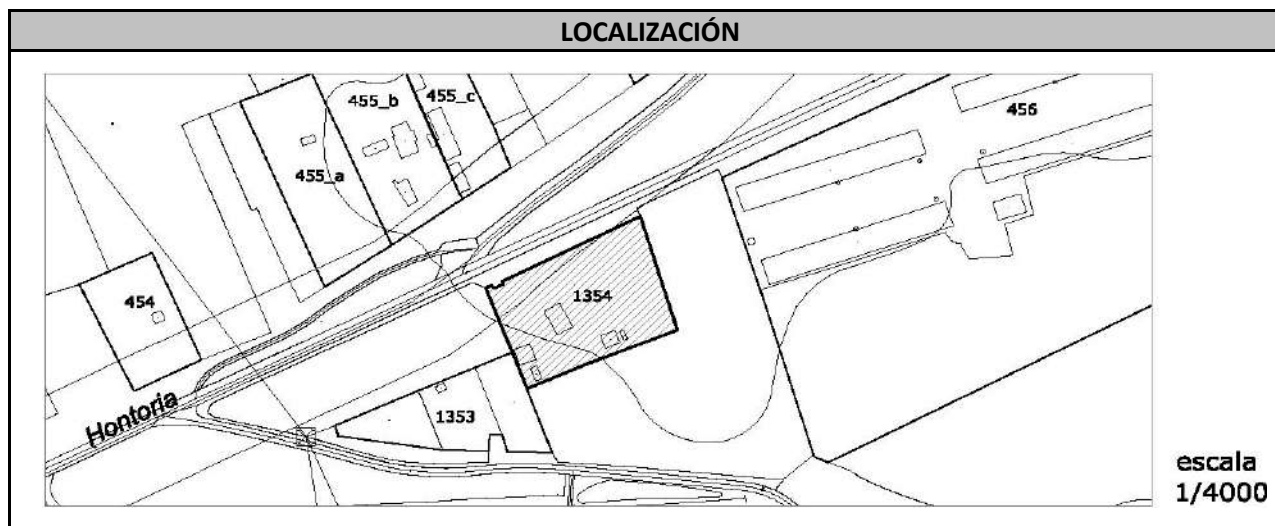 LOCALIZACIÓN
455_b
455_c
456
455_a
454
1354
Hontoria
1353
escala
1/4000